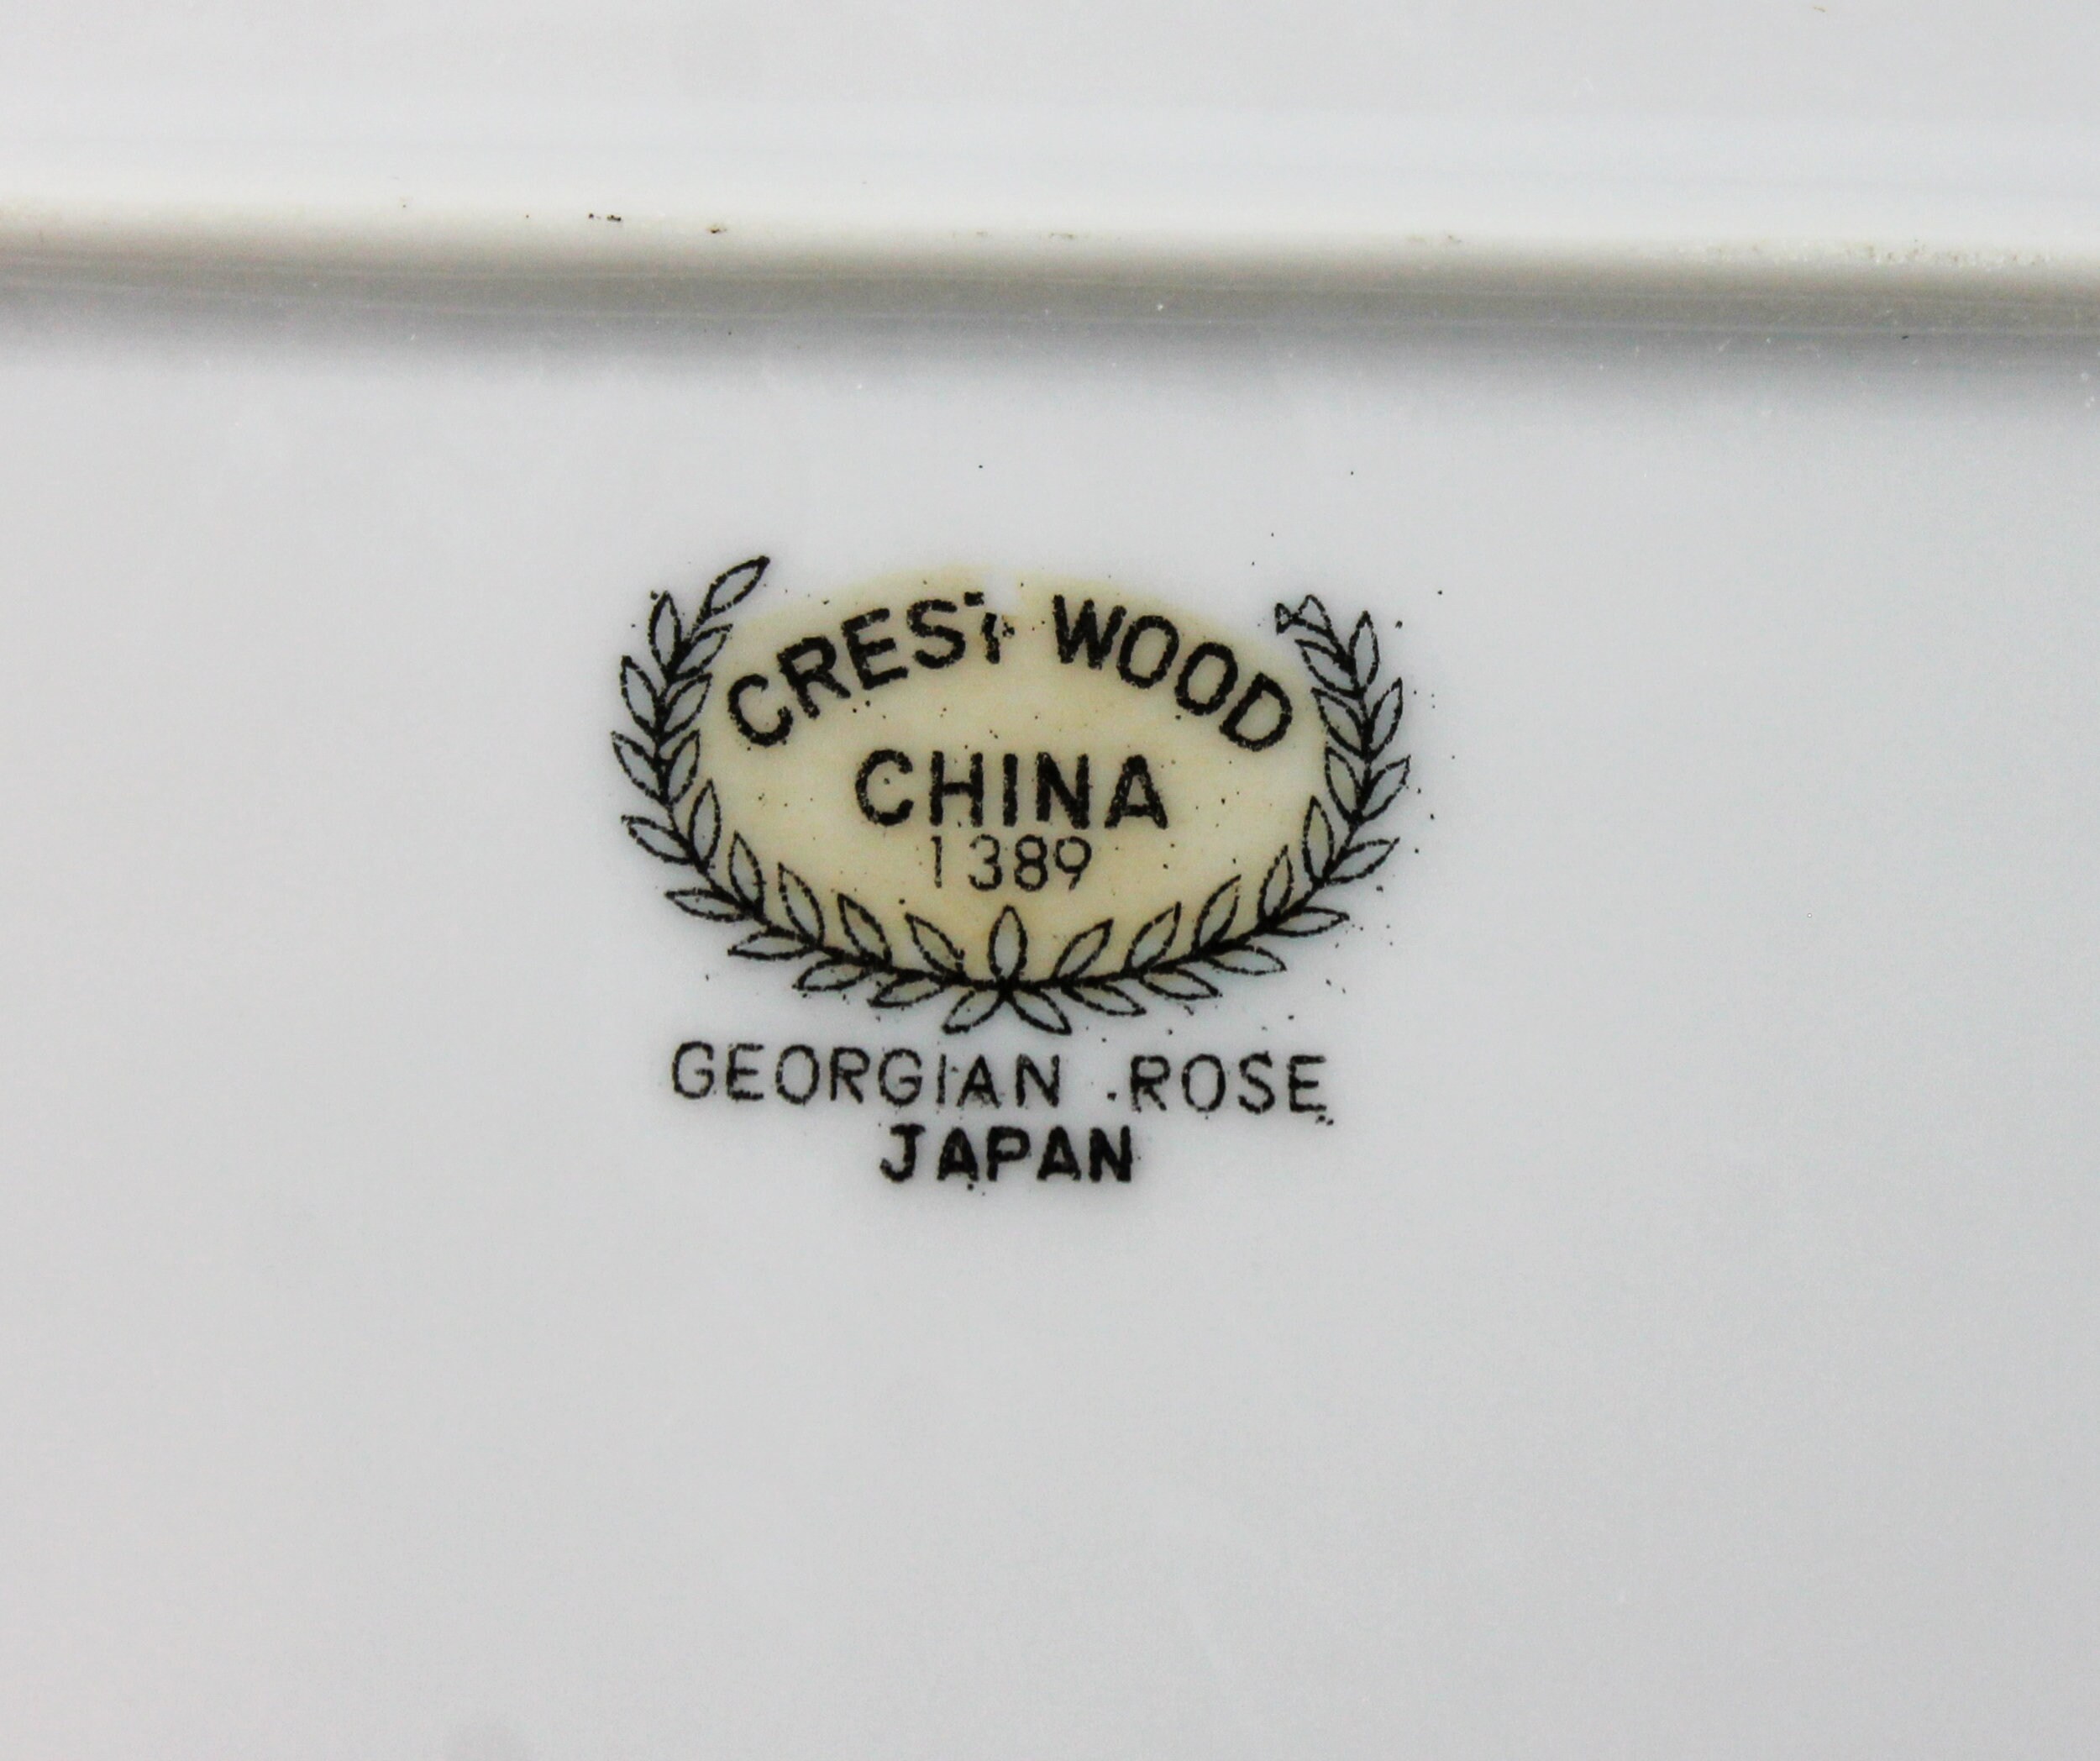 CREST WOOD
CHINA
1389
GEORGIAN ROSE
JAPAN